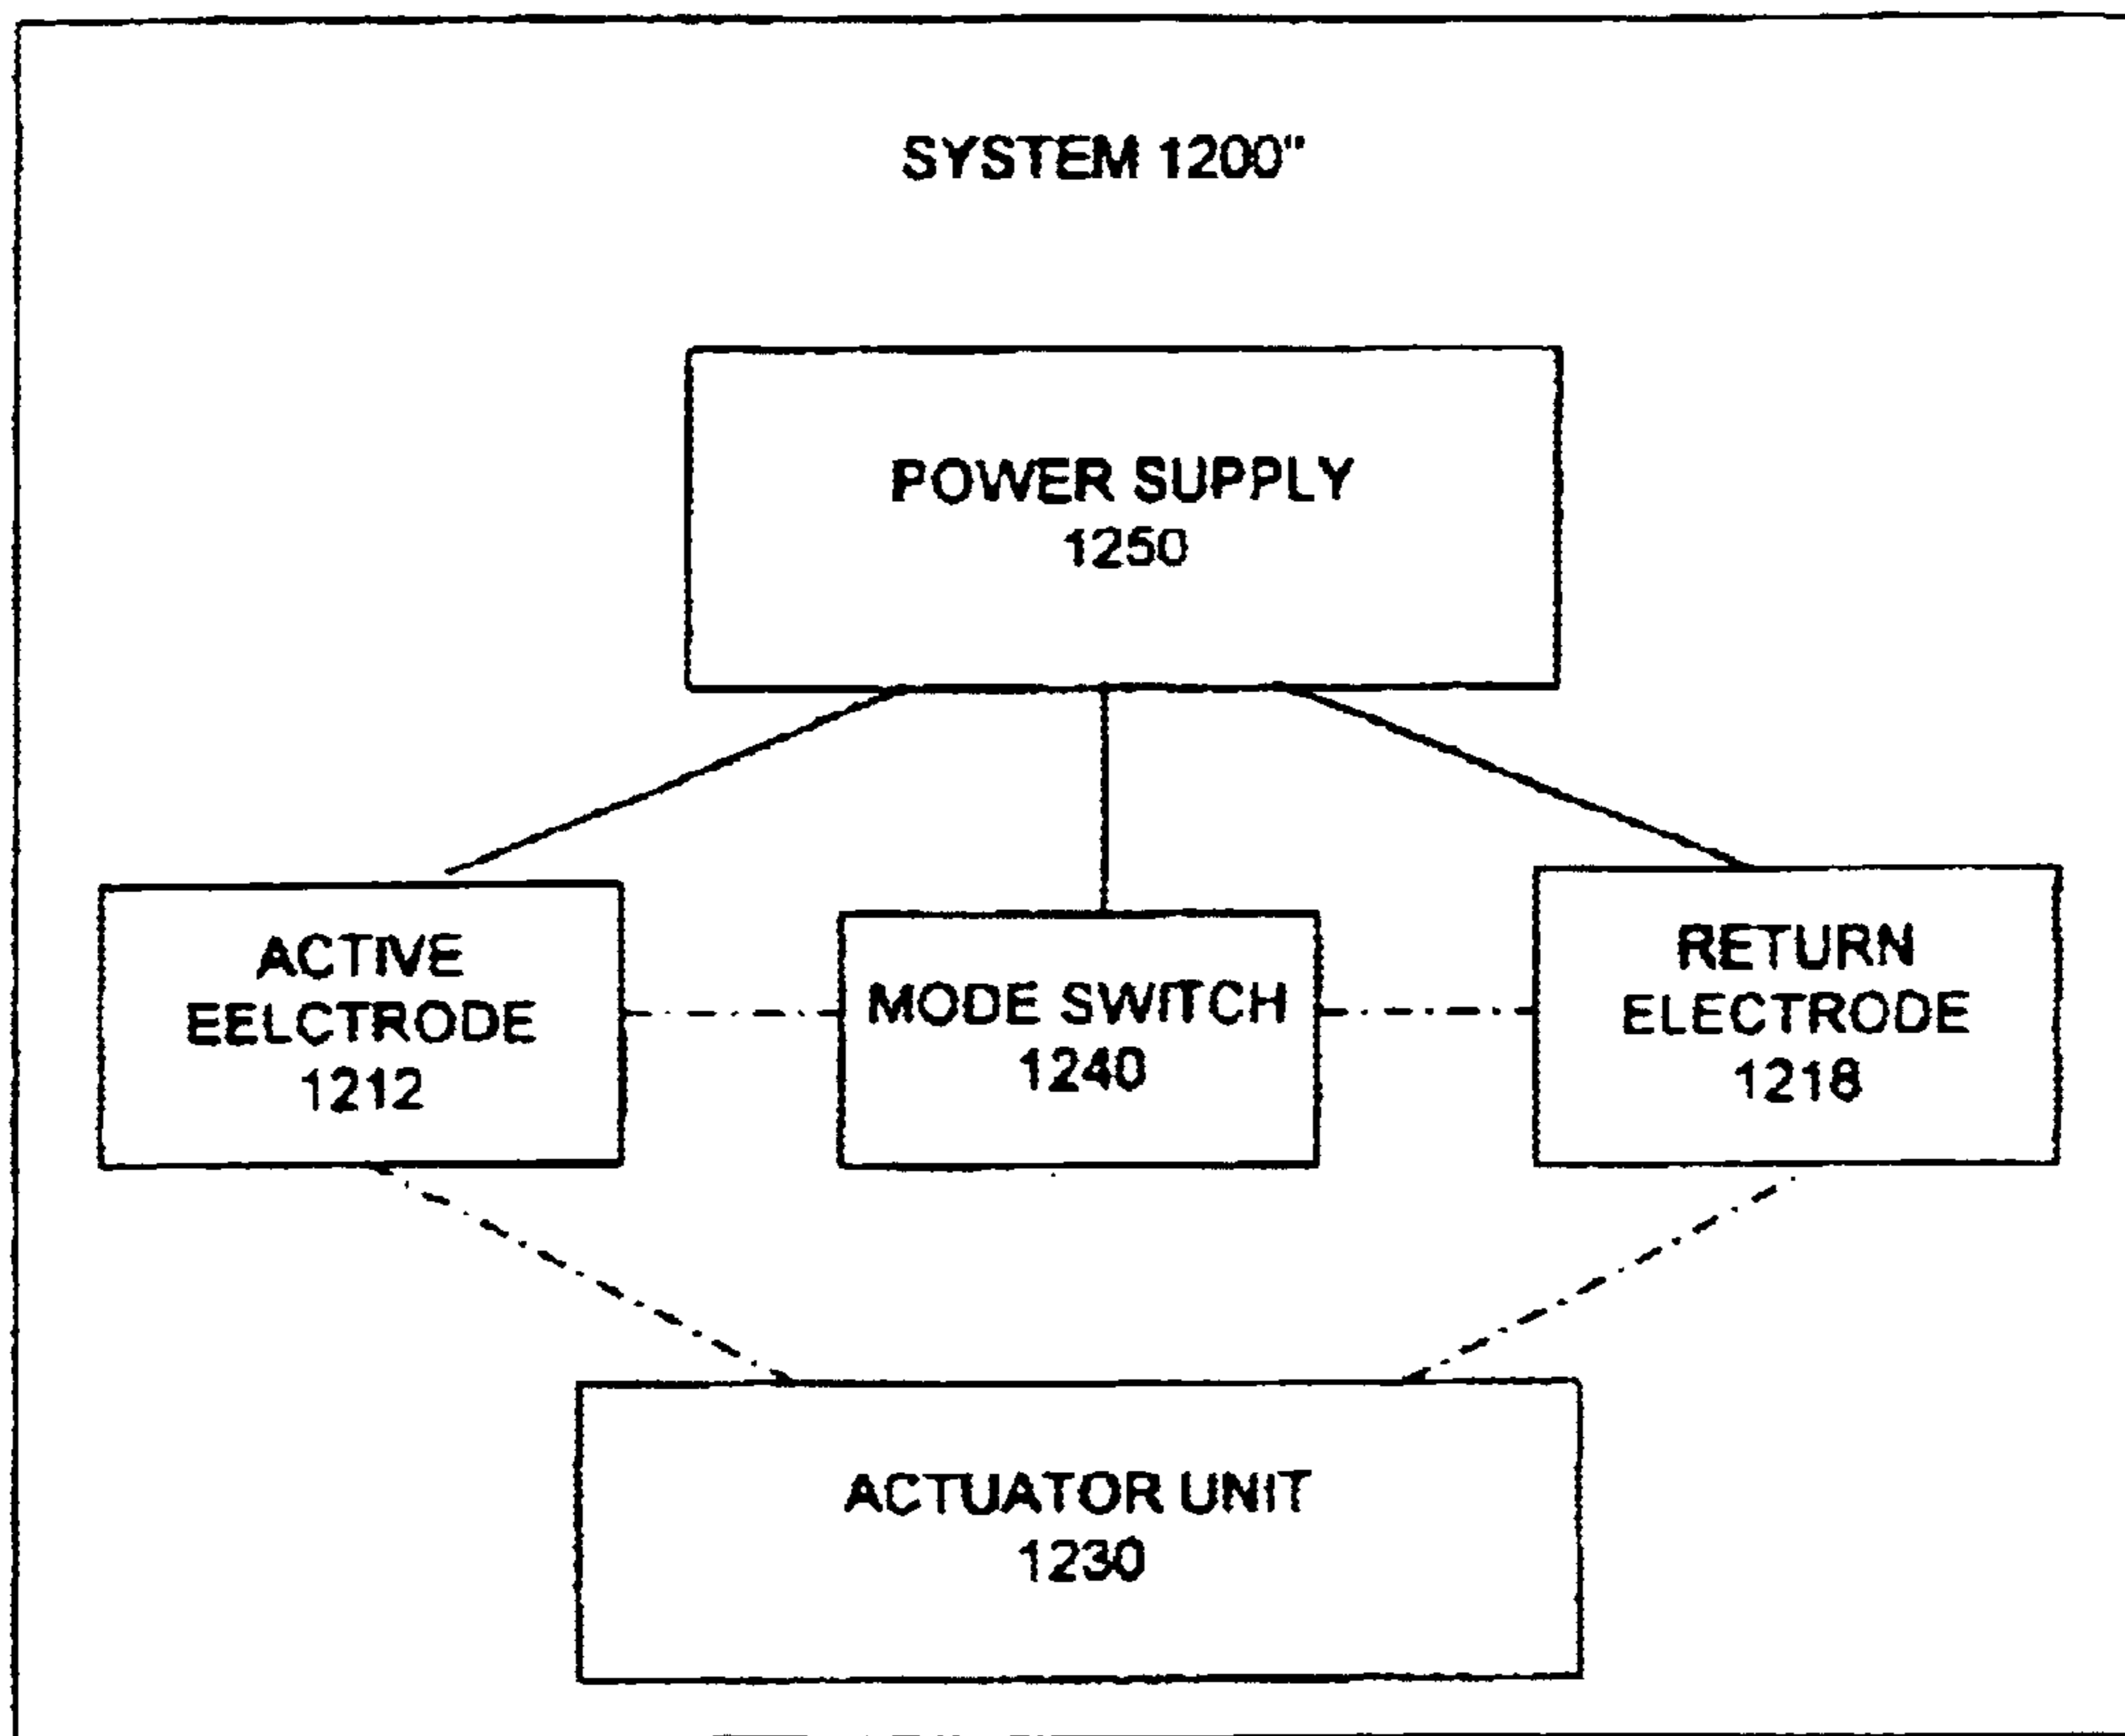 SYSTEM 1200"
POWER SUPPLY
1250
ACTIVE
EELCTRODE
1212
MODE SWITCH
1240
RETURN
ELECTRODE
1218
ACTUATOR UNIT
1230